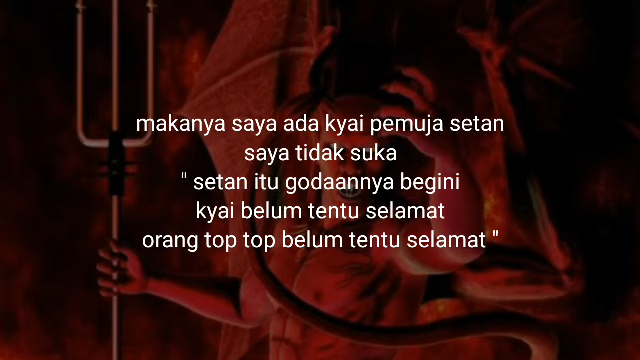 makanya saya ada kyai pemuja setan
saya tidak suka
" setan itu godaannya begini
kyai belum tentu selamat
orang top top belum tentu selamat "